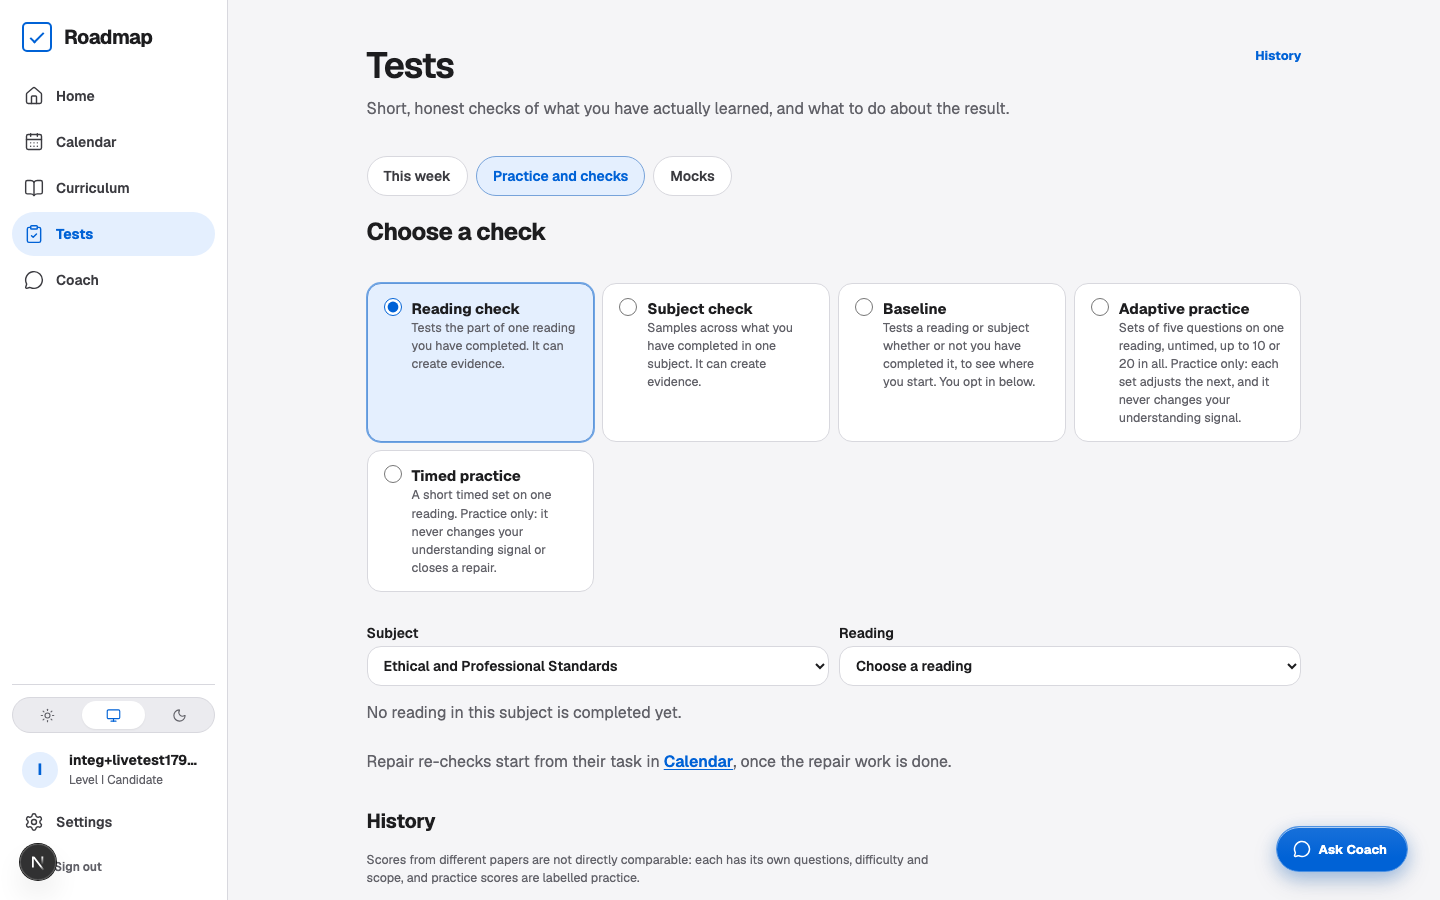 Roadmap
Home
Calendar
Curriculum
Tests
Coach
integ+livetest179...
Level I Candidate
Settings
N
Sign out
Tests
History
Short, honest checks of what you have actually learned, and what to do about the result.
This week
Practice and checks
Mocks
Choose a check
Reading check
Tests the part of one reading
you have completed. It can
create evidence.
Subject check
Samples across what you
have completed in one
subject. It can create
evidence.
Baseline
Tests a reading or subject
whether or not you have
completed it, to see where
you start. You opt in below.
Adaptive practice
Sets of five questions on one
reading, untimed, up to 10 or
20 in all. Practice only: each
set adjusts the next, and it
never changes your
understanding signal.
Timed practice
A short timed set on one
reading. Practice only: it
never changes your
understanding signal or
closes a repair.
Subject
Ethical and Professional Standards
Reading
Choose a reading
No reading in this subject is completed yet.
Repair re-checks start from their task in Calendar, once the repair work is done.
History
Scores from different papers are not directly comparable: each has its own questions, difficulty and
scope, and practice scores are labelled practice.
Ask Coach